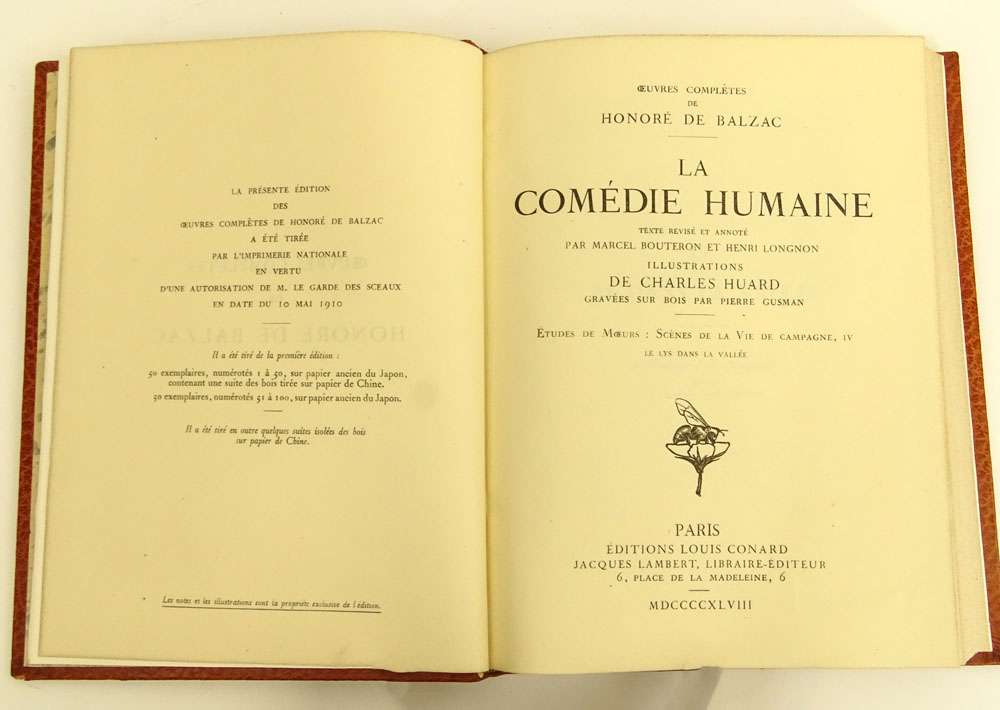 LA PRÉSENTE ÉDITION
DES
ŒUVRES COMPLÈTES DE HONORÉ DE BALZAC
A ÉTÉ TIRÉE
PAR L'IMPRIMERIE NATIONALE
EN VERTU
D'UNE AUTORISATION DE M. LE GARDE DES SCEAUX
EN DATE DU 10 MAI 1910
Il a été tiré de la première édition :
50 exemplaires, numérotés 1 à 50, sur papier ancien du Japon,
contenant une suite des bois tirée sur papier de Chine.
50 exemplaires, numérotés 51 à 100, sur papier ancien du Japon.
Il a été tiré en outre quelques suites isolées des bois
sur papier de Chine.
Les notes et les illustrations sont la propriété exclusive de l'édition.
ŒUVRES COMPLÈTES
DE
HONORÉ DE BALZAC
LA
COMÉDIE HUMAINE
TEXTE REVISÉ ET ANNOTÉ
PAR MARCEL BOUTERON ET HENRI LONGNON
ILLUSTRATIONS
DE CHARLES HUARD
GRAVÉES SUR BOIS PAR PIERRE GUSMAN
ÉTUDES DE MŒURS : SCÈNES DE LA VIE DE CAMPAGNE, IV
LE LYS DANS LA VALLÉE
PARIS
ÉDITIONS LOUIS CONARD
JACQUES LAMBERT, LIBRAIRE-ÉDITEUR
6, PLACE DE LA MADELEINE, 6
MDCCCCXLVIII